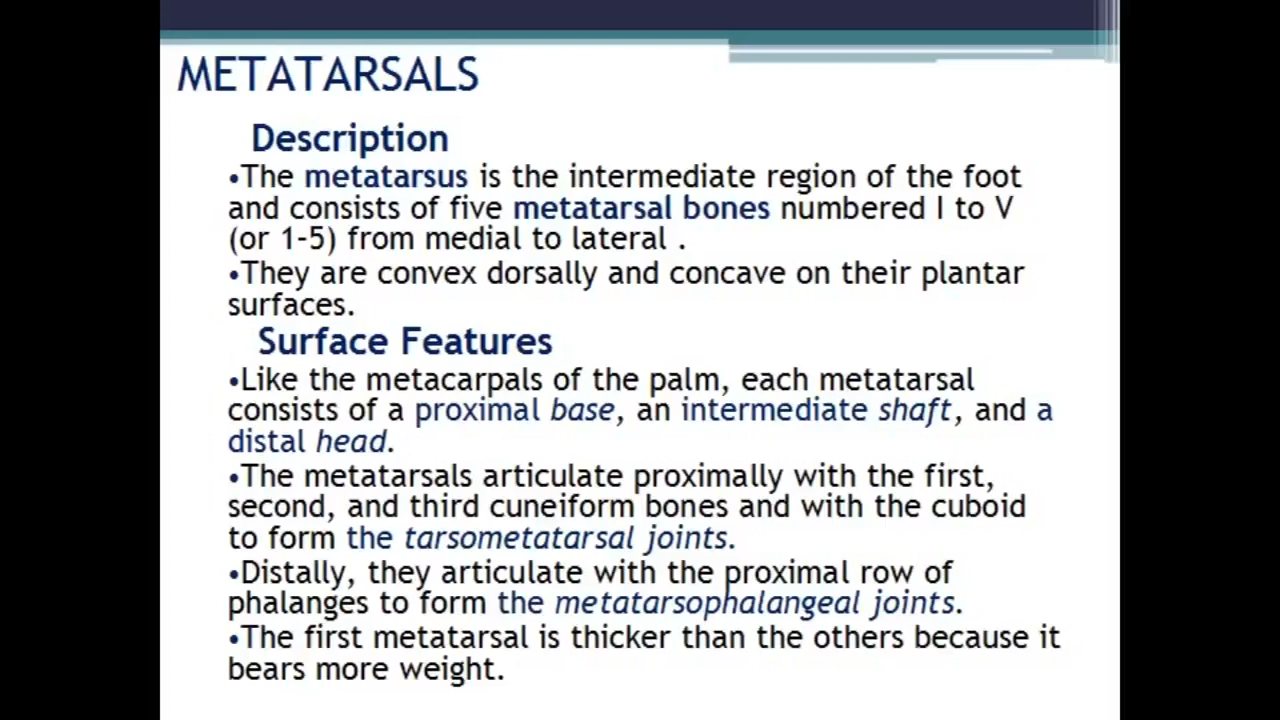 METATARSALS
Description
•The metatarsus is the intermediate region of the foot
and consists of five metatarsal bones numbered I to V
(or 1-5) from medial to lateral .
•They are convex dorsally and concave on their plantar
surfaces.
Surface Features
•Like the metacarpals of the palm, each metatarsal
consists of a proximal base, an intermediate shaft, and a
distal head.
•The metatarsals articulate proximally with the first,
second, and third cuneiform bones and with the cuboid
to form the tarsometatarsal joints.
•Distally, they articulate with the proximal row of
phalanges to form the metatarsophalangeal joints.
•The first metatarsal is thicker than the others because it
bears more weight.